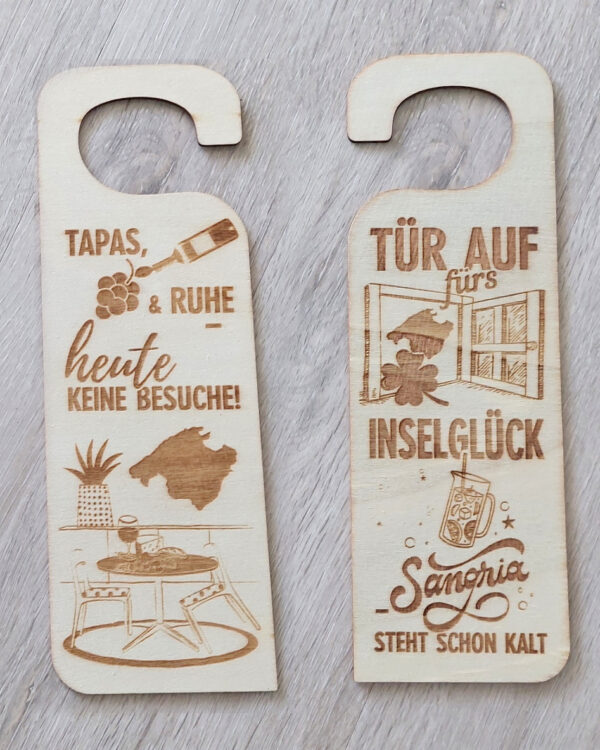 TAPAS,
& RUHE –
heute
KEINE BESUCHE!
TÜR AUF
fürs
INSELGLÜCK
– Sangria
STEHT SCHON KALT